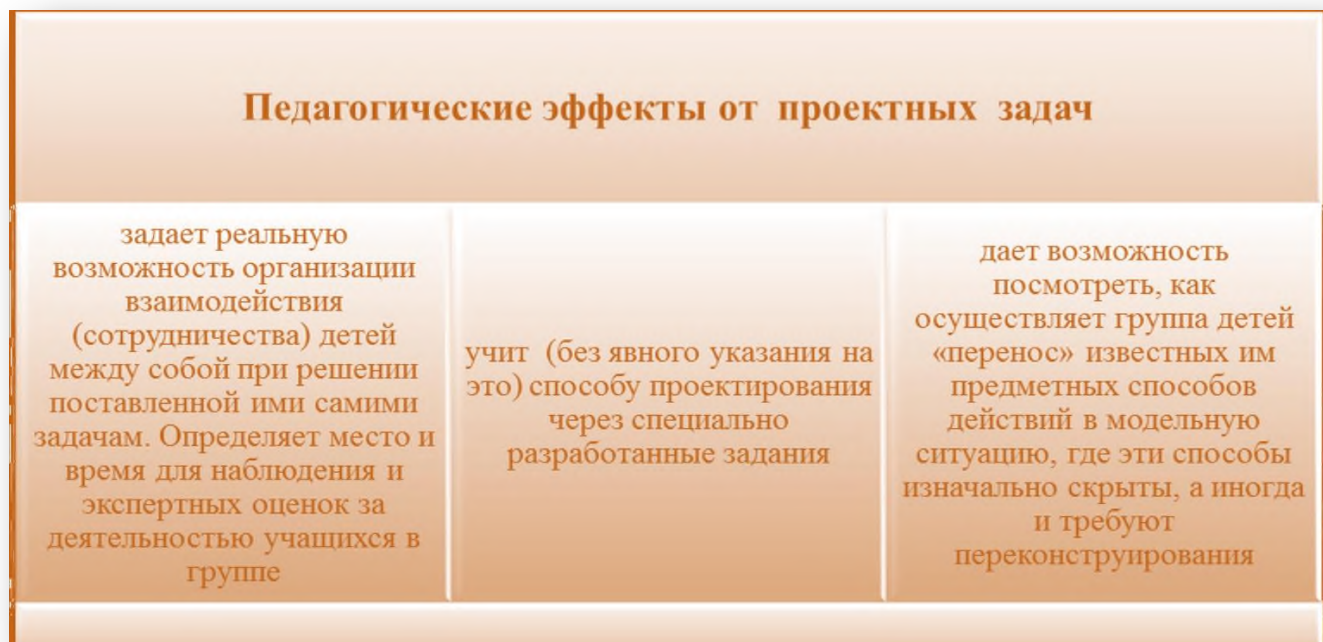 Педагогические эффекты от проектных задач
задает реальную
возможность организации
взаимодействия
(сотрудничества) детей
между собой при решении
поставленной ими самими
задачам. Определяет место и
время для наблюдения и
экспертных оценок за
деятельностью учащихся в
группе
учит (без явного указания на
это) способу проектирования
через специально
разработанные задания
дает возможность
посмотреть, как
осуществляет группа детей
«перенос» известных им
предметных способов
действий в модельную
ситуацию, где эти способы
изначально скрыты, а иногда
и требуют
переконструирования